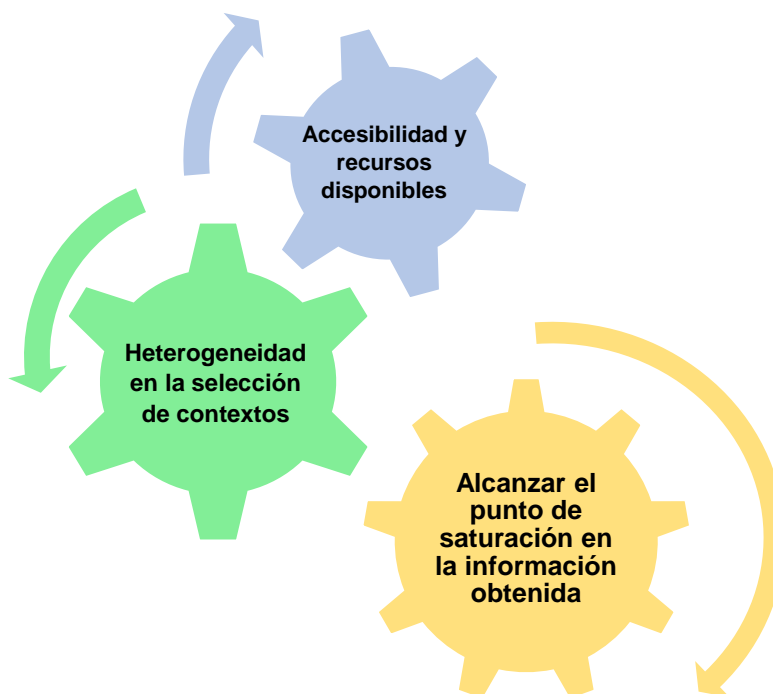 Accesibilidad y
recursos
disponibles
Heterogeneidad
en la selección
de contextos
Alcanzar el
punto de
saturación en
la información
obtenida